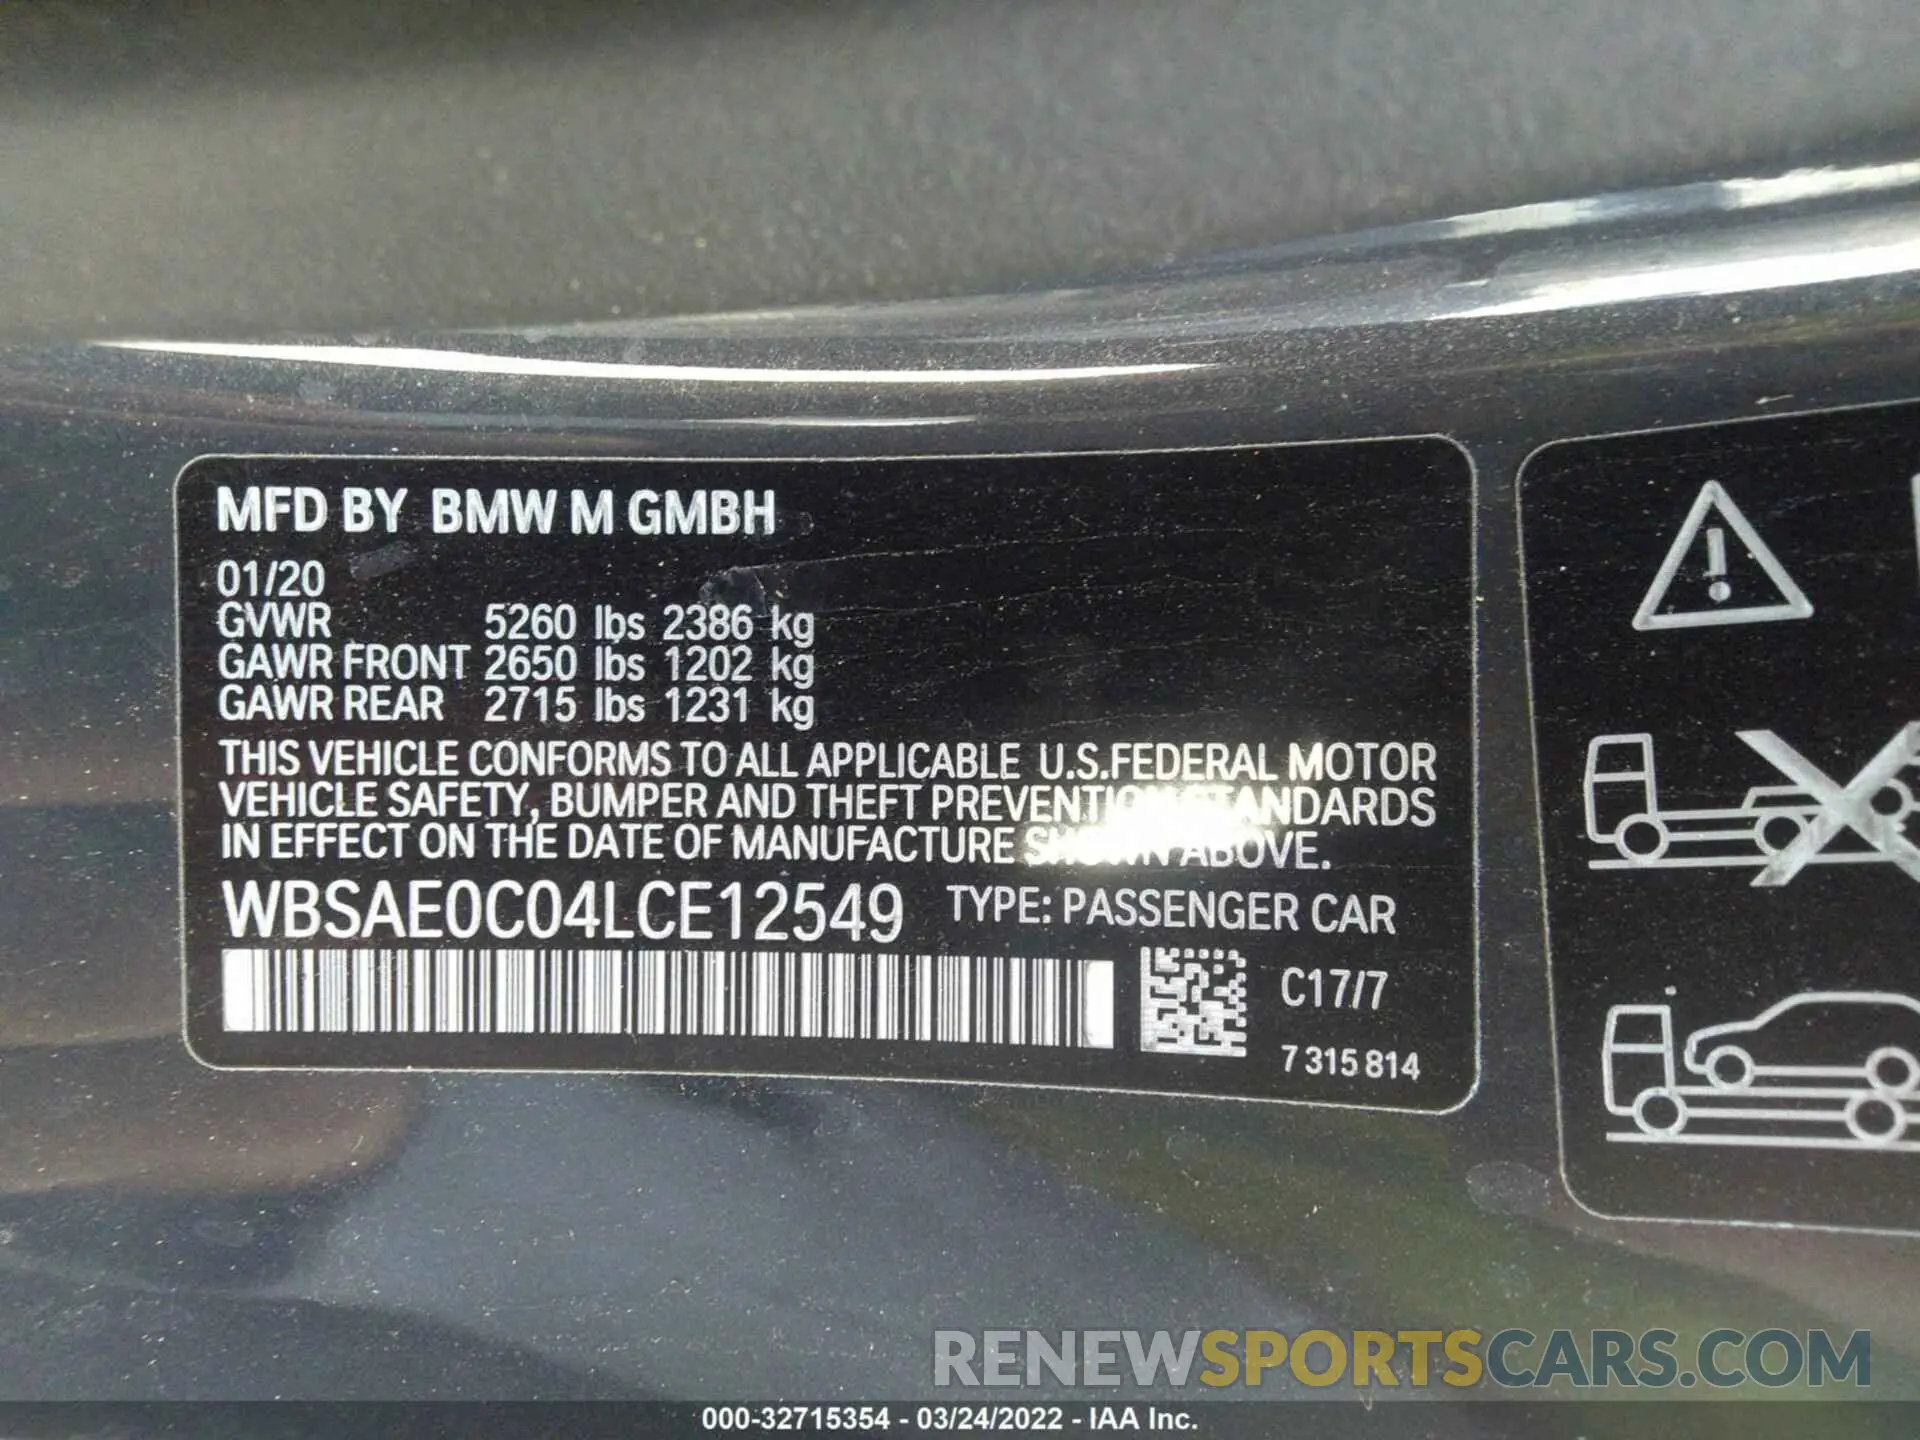 MFD BY BMW M GMBH
01/20
GVWR 5260 lbs 2386 kg
GAWR FRONT 2650 lbs 1202 kg
GAWR REAR 2715 lbs 1231 kg
THIS VEHICLE CONFORMS TO ALL APPLICABLE U.S.FEDERAL MOTOR
VEHICLE SAFETY, BUMPER AND THEFT PREVENTION STANDARDS
IN EFFECT ON THE DATE OF MANUFACTURE SHOWN ABOVE.
WBSAE0C04LCE12549 TYPE: PASSENGER CAR
C17/7
7 315 814
RENEWSPORTSCARS.COM
000-32715354 - 03/24/2022 - IAA Inc.